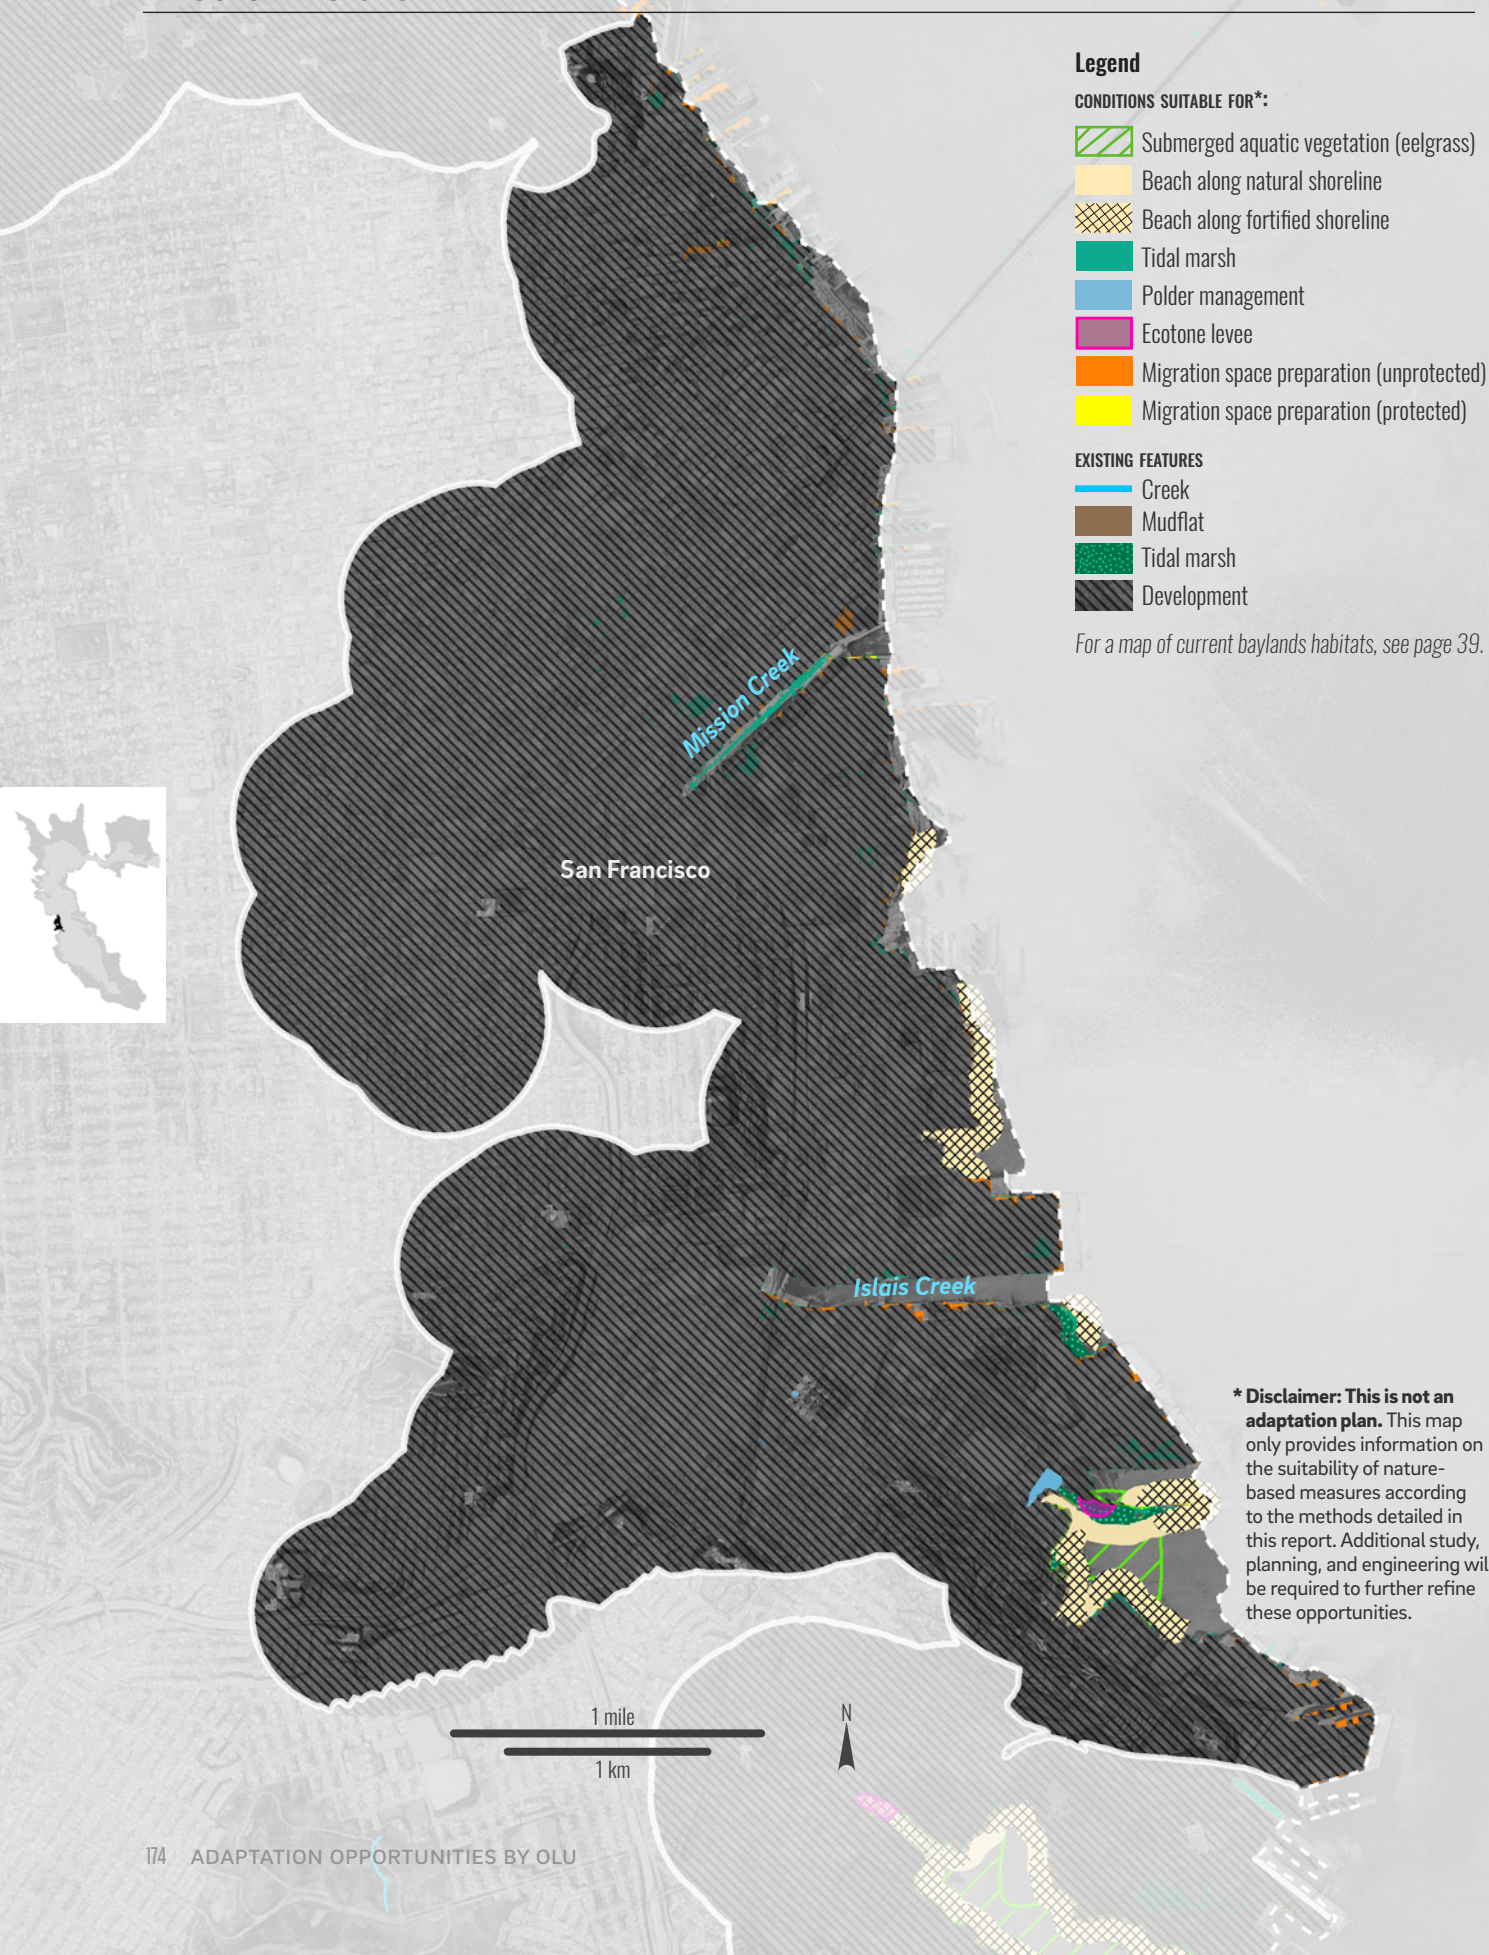 Legend
CONDITIONS SUITABLE FOR*:
Submerged aquatic vegetation (eelgrass)
Beach along natural shoreline
Beach along fortified shoreline
Tidal marsh
Polder management
Ecotone levee
Migration space preparation (unprotected)
Migration space preparation (protected)
EXISTING FEATURES
Creek
Mudflat
Tidal marsh
Development
For a map of current baylands habitats, see page 39.
Mission Creek
San Francisco
Islais Creek
* Disclaimer: This is not an
adaptation plan. This map
only provides information on
the suitability of nature-
based measures according
to the methods detailed in
this report. Additional study,
planning, and engineering wil
be required to further refine
these opportunities.
1 mile
1 km
N
174 ADAPTATION OPPORTUNITIES BY OLU